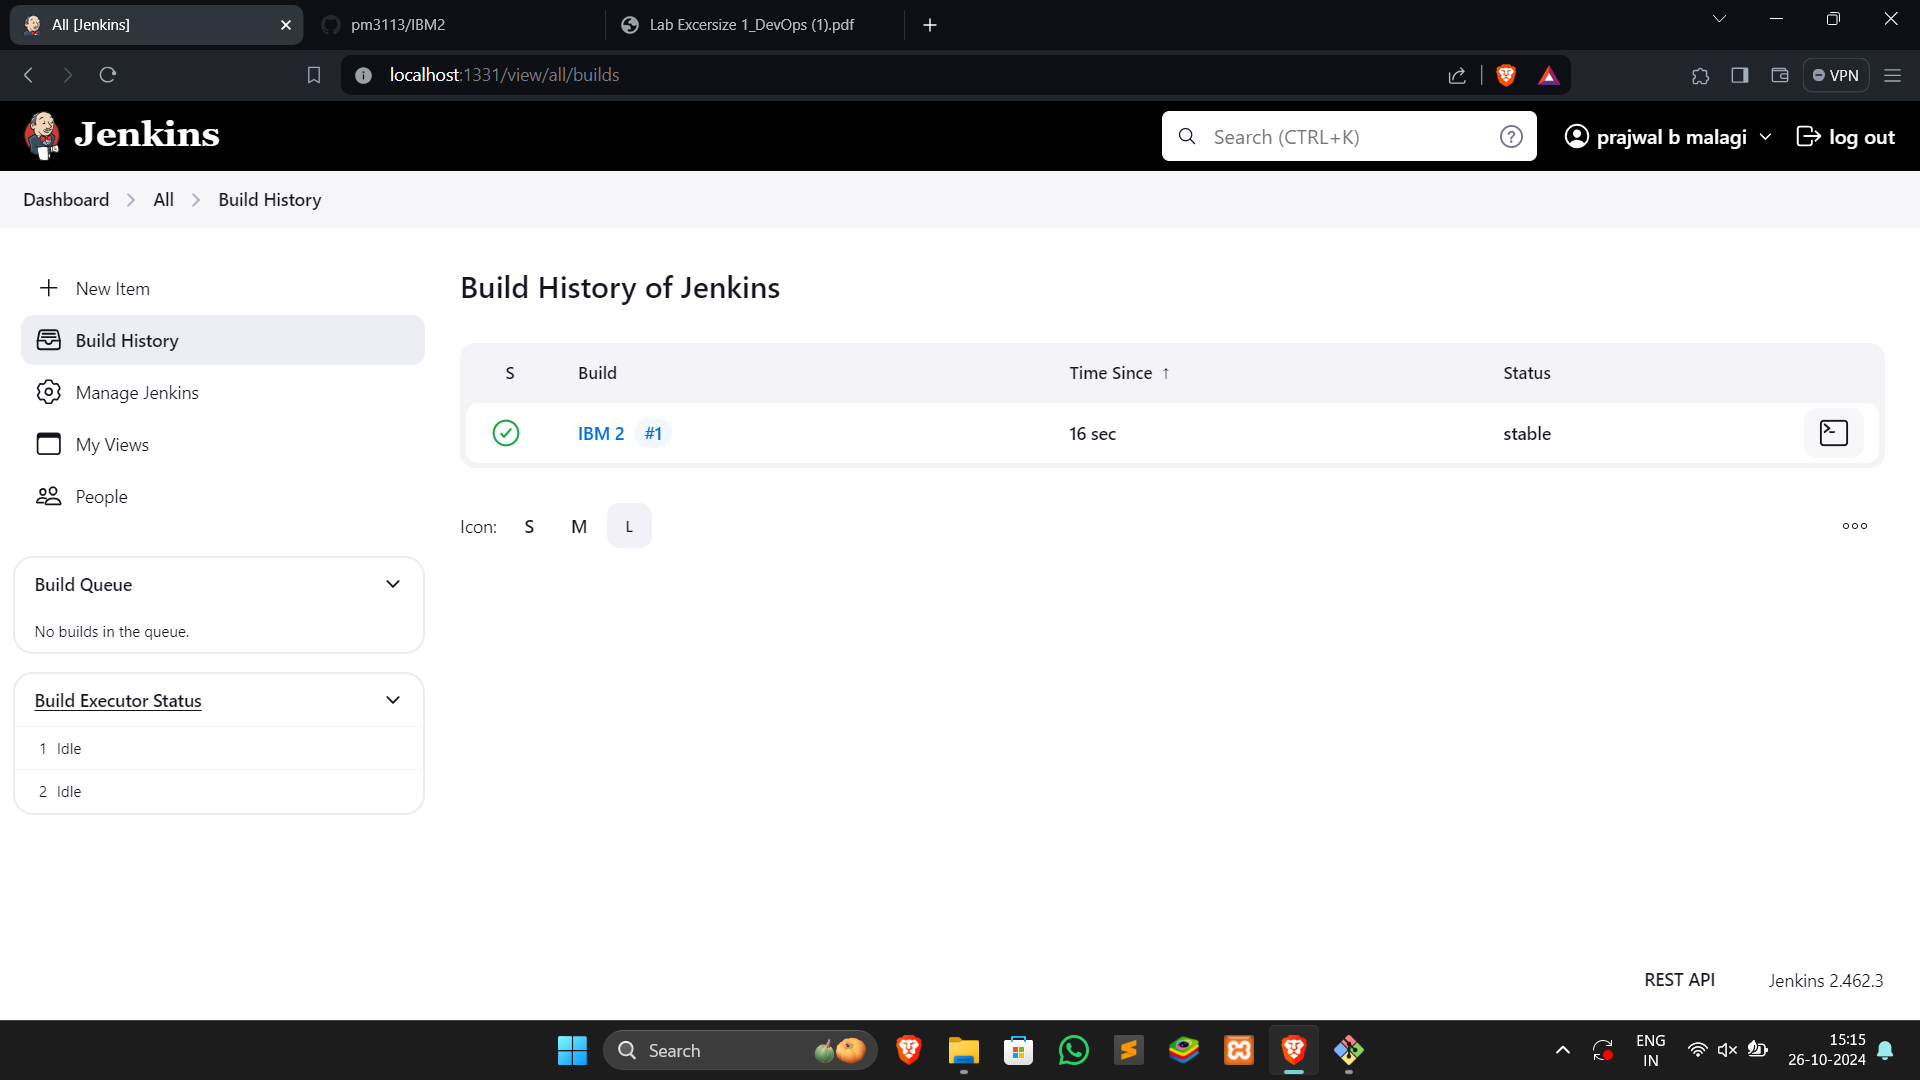 All [Jenkins]
pm3113/IBM2
Lab Excersize 1_DevOps (1).pdf
localhost:1331/view/all/builds
VPN
Jenkins
Search (CTRL+K)
prajwal b malagi
log out
Dashboard
All
Build History
New Item
Build History
Manage Jenkins
My Views
People
Build Queue
No builds in the queue.
Build Executor Status
1 Idle
2 Idle
Build History of Jenkins
S Build Time Since ↑ Status
IBM 2 #1 16 sec stable
Icon: S M L
REST API
Jenkins 2.462.3
Search
ENG
IN
15:15
26-10-2024